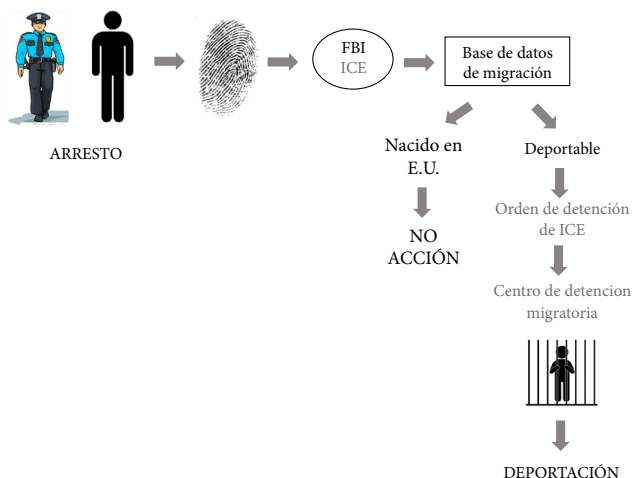 ARRESTO
FBI
ICE
Base de datos
de migración
Nacido en
E.U.
NO
ACCIÓN
Deportable
Orden de detención
de ICE
Centro de detencion
migratoria
DEPORTACIÓN